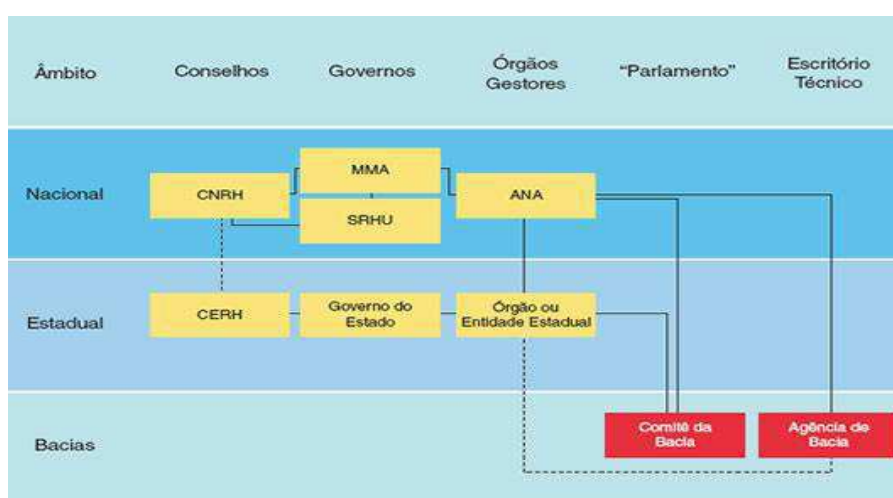 Âmbito
Conselhos
Governos
Órgãos
Gestores
“Parlamento”
Escritório
Técnico
Nacional
CNRH
MMA
SRHU
ANA
Estadual
CERH
Governo do
Estado
Órgão ou
Entidade Estadual
Bacias
Comitê da
Bacia
Agência de
Bacia